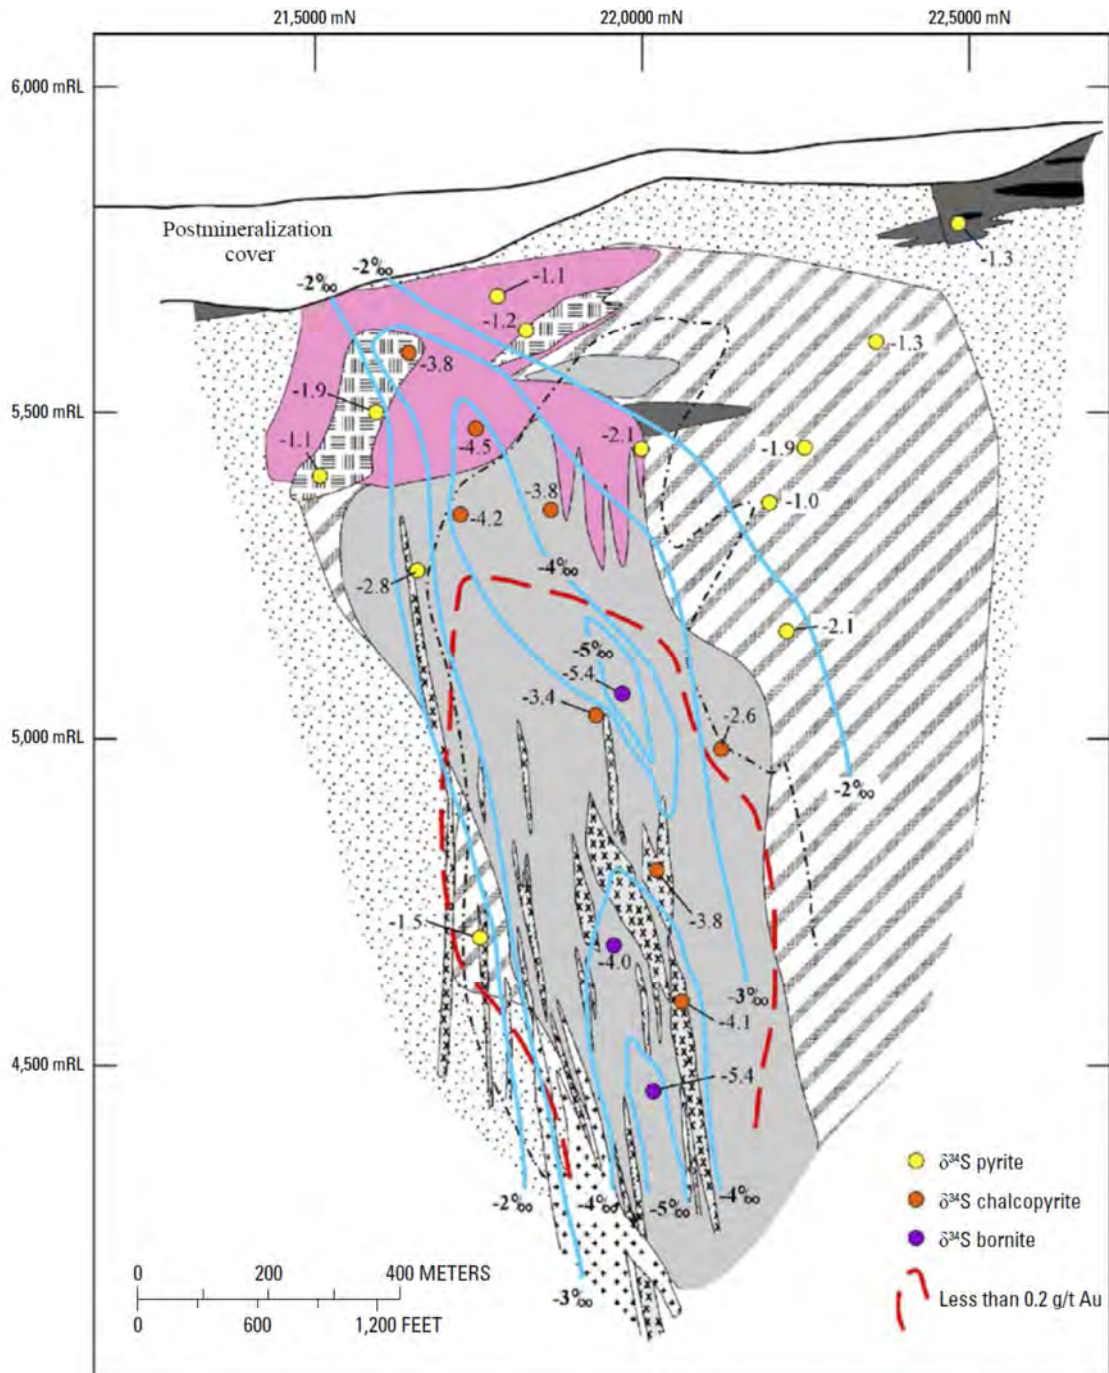 21,5000 mN
22,0000 mN
22,5000 mN
6,000 mRL
Postmineralization
cover
-2‰
-2‰
-1.1
-1.3
-1.2
-3.8
-1.3
-1.9
5,500 mRL
-1.1
-4.5
-2.1
-1.9
-3.8
-1.0
-4.2
-4‰
-2.8
-2.1
-5‰
-5.4
-3.4
-2.6
5,000 mRL
-2‰
-1.5
-3.8
-4.0
-3‰
-4.1
4,500 mRL
-5.4
-2‰
-4‰
-5‰
-4‰
-3‰
δ34S pyrite
δ34S chalcopyrite
δ34S bornite
Less than 0.2 g/t Au
0 200 400 METERS
0 600 1,200 FEET